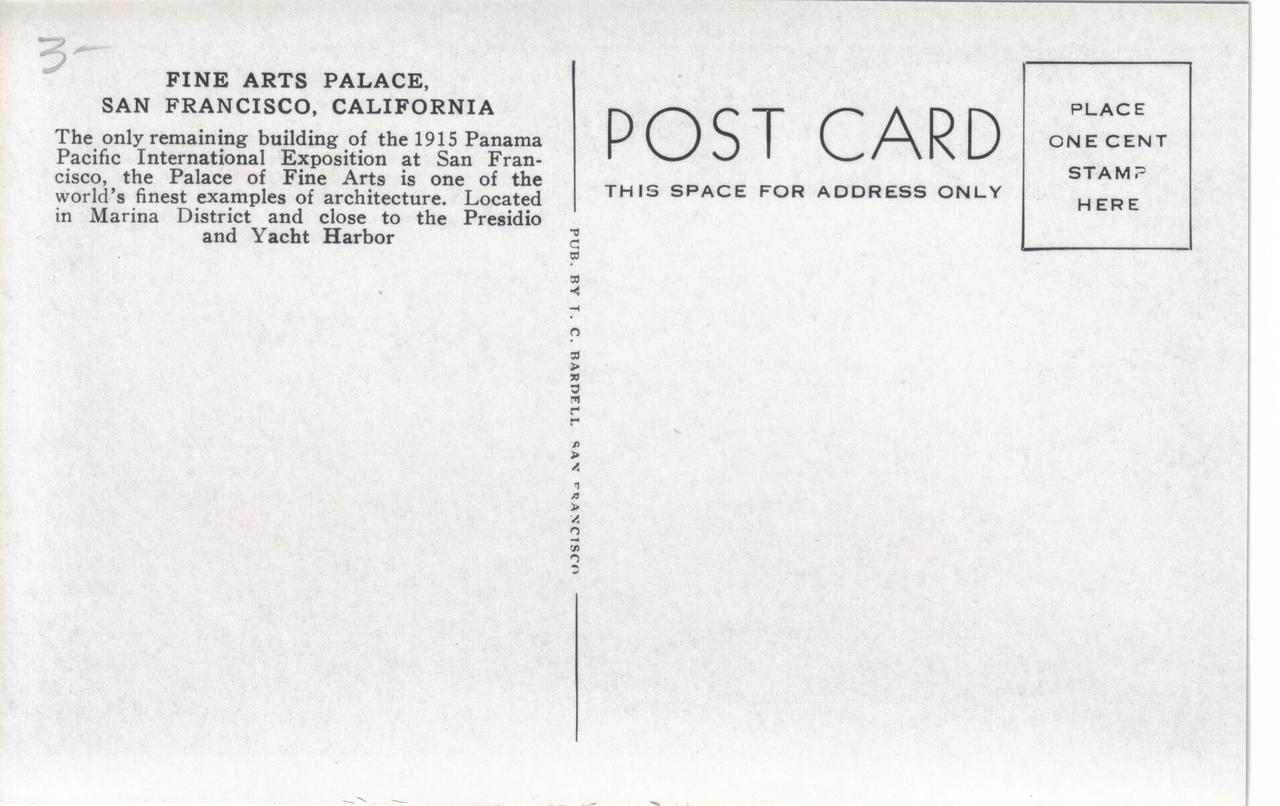 3-
FINE ARTS PALACE,
SAN FRANCISCO, CALIFORNIA
The only remaining building of the 1915 Panama
Pacific International Exposition at San Fran-
cisco, the Palace of Fine Arts is one of the
world's finest examples of architecture. Located
in Marina District and close to the Presidio
and Yacht Harbor
PUB. BY T. C. BARDELL SAN FRANCISCO
POST CARD
THIS SPACE FOR ADDRESS ONLY
PLACE
ONE CENT
STAMP
HERE